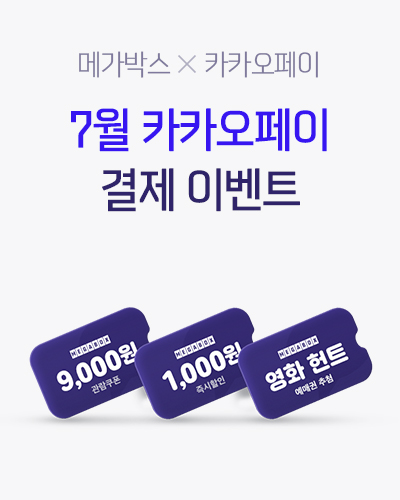 메가박스 × 카카오페이
7월 카카오페이
결제 이벤트
MEGABOX
9,000원
관람쿠폰
MEGABOX
1,000원
즉시할인
MEGABOX
영화 헌트
예매권 추첨